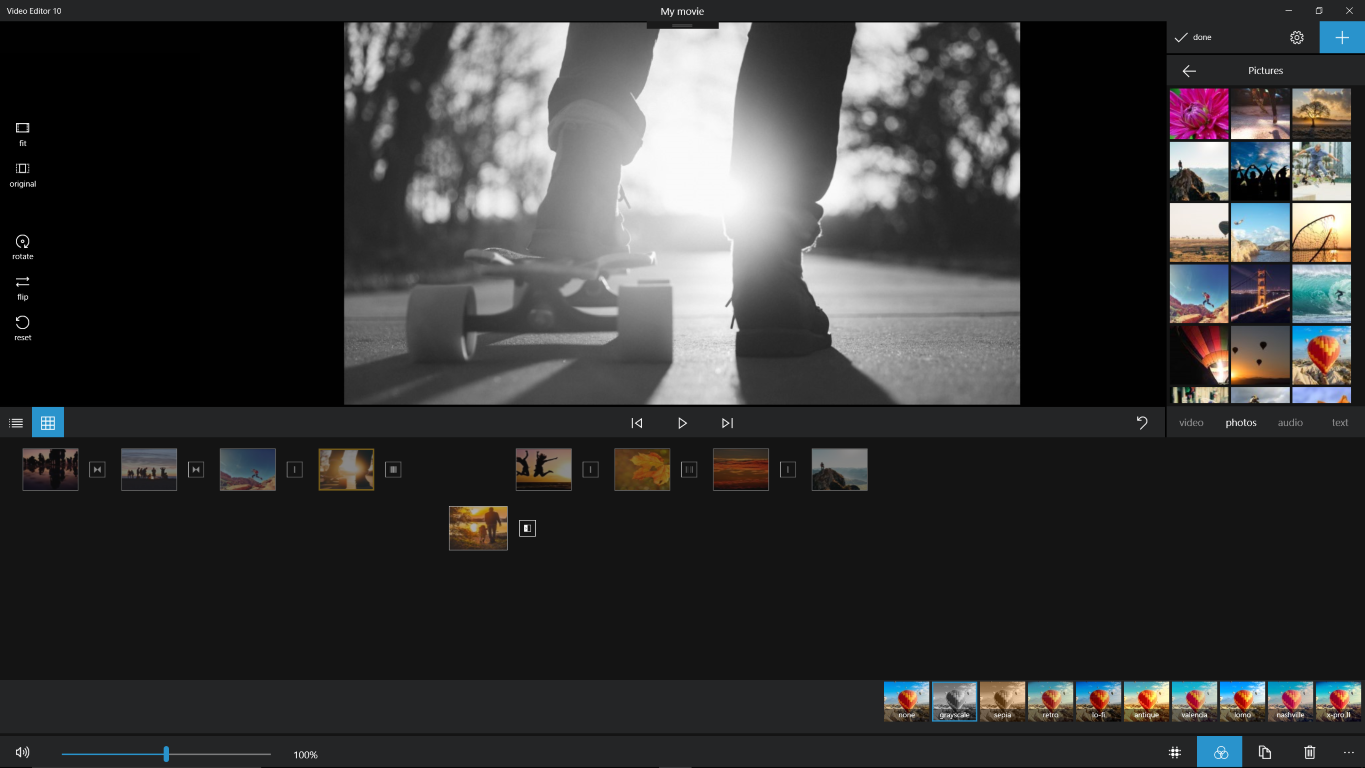 Video Editor 10
My movie
done
Pictures
fit
original
rotate
flip
reset
video photos audio text
none grayscale sepia retro lo-fi antique valencia lomo nashville x-pro II
100%